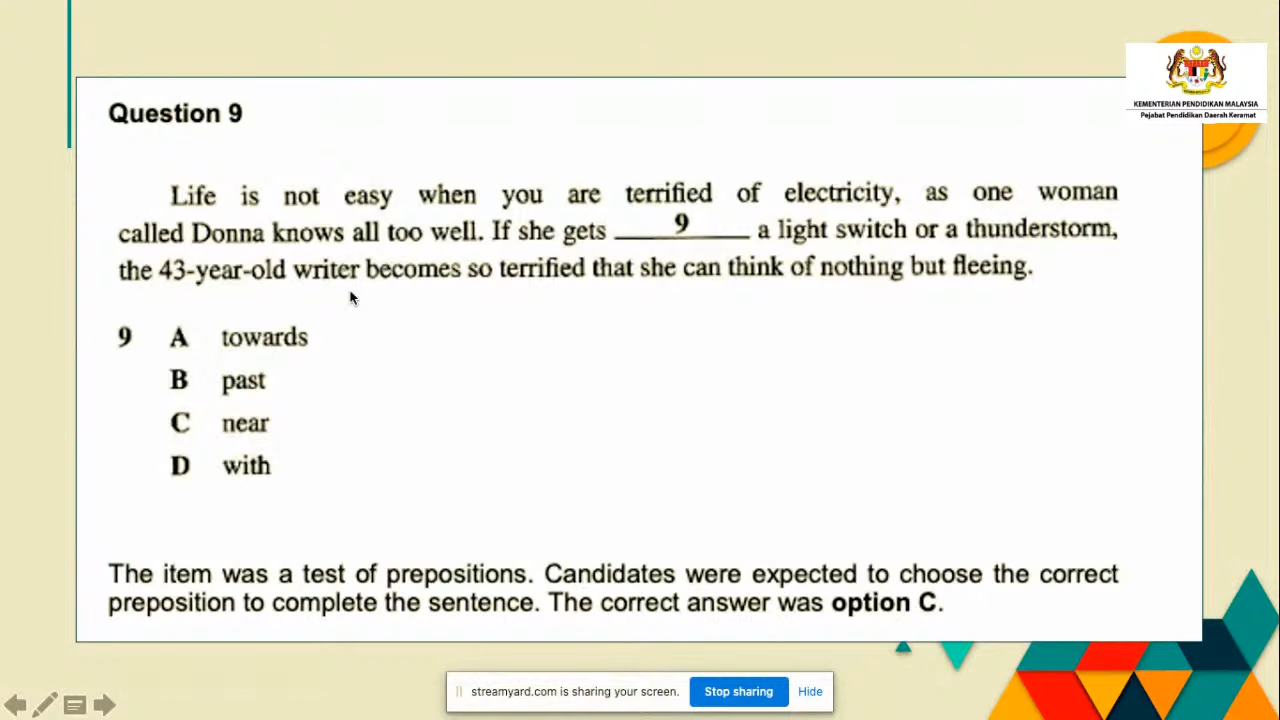 KEMENTERIAN PENDIDIKAN MALAYSIA
Pejabat Pendidikan Daerah Keramat
Question 9
Life is not easy when you are terrified of electricity, as one woman
called Donna knows all too well. If she gets 9 a light switch or a thunderstorm,
the 43-year-old writer becomes so terrified that she can think of nothing but fleeing.
9 A towards
B past
C near
D with
The item was a test of prepositions. Candidates were expected to choose the correct
preposition to complete the sentence. The correct answer was option C.
streamyard.com is sharing your screen. Stop sharing Hide